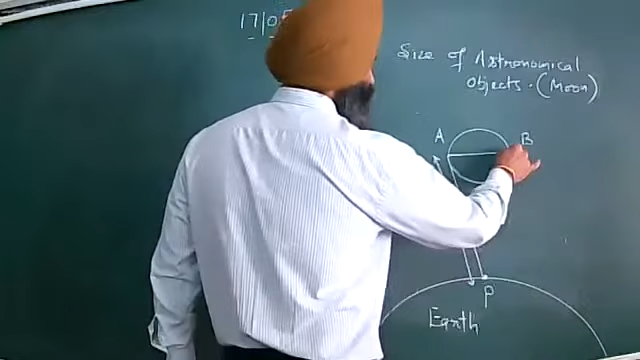 17|05
Size of Astronomical
Objects. (Moon)
A
B
P
Earth